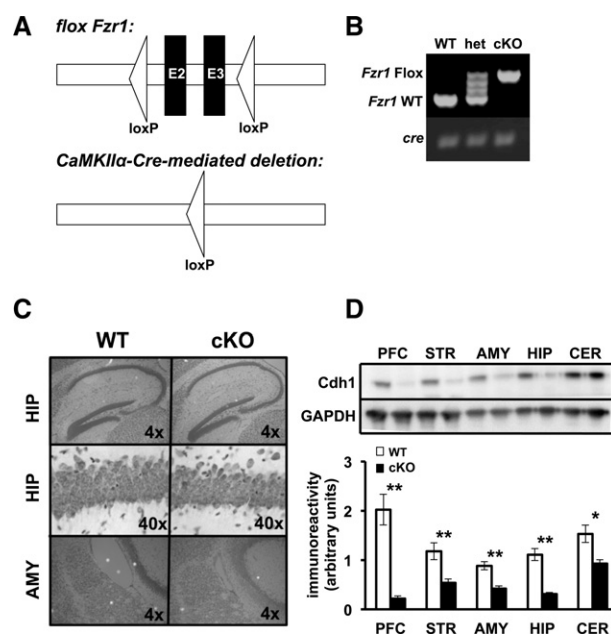 A
flox Fzr1:
E2 E3
loxP loxP
CaMKIIα-Cre-mediated deletion:
loxP
B
WT het cKO
Fzr1 Flox
Fzr1 WT
cre
C
WT cKO
HIP 4x 4x
HIP 40x 40x
AMY 4x 4x
D
PFC STR AMY HIP CER
Cdh1
GAPDH
immunoreactivity
(arbitrary units)
3
2
1
0
WT
cKO
** ** ** ** *
PFC STR AMY HIP CER